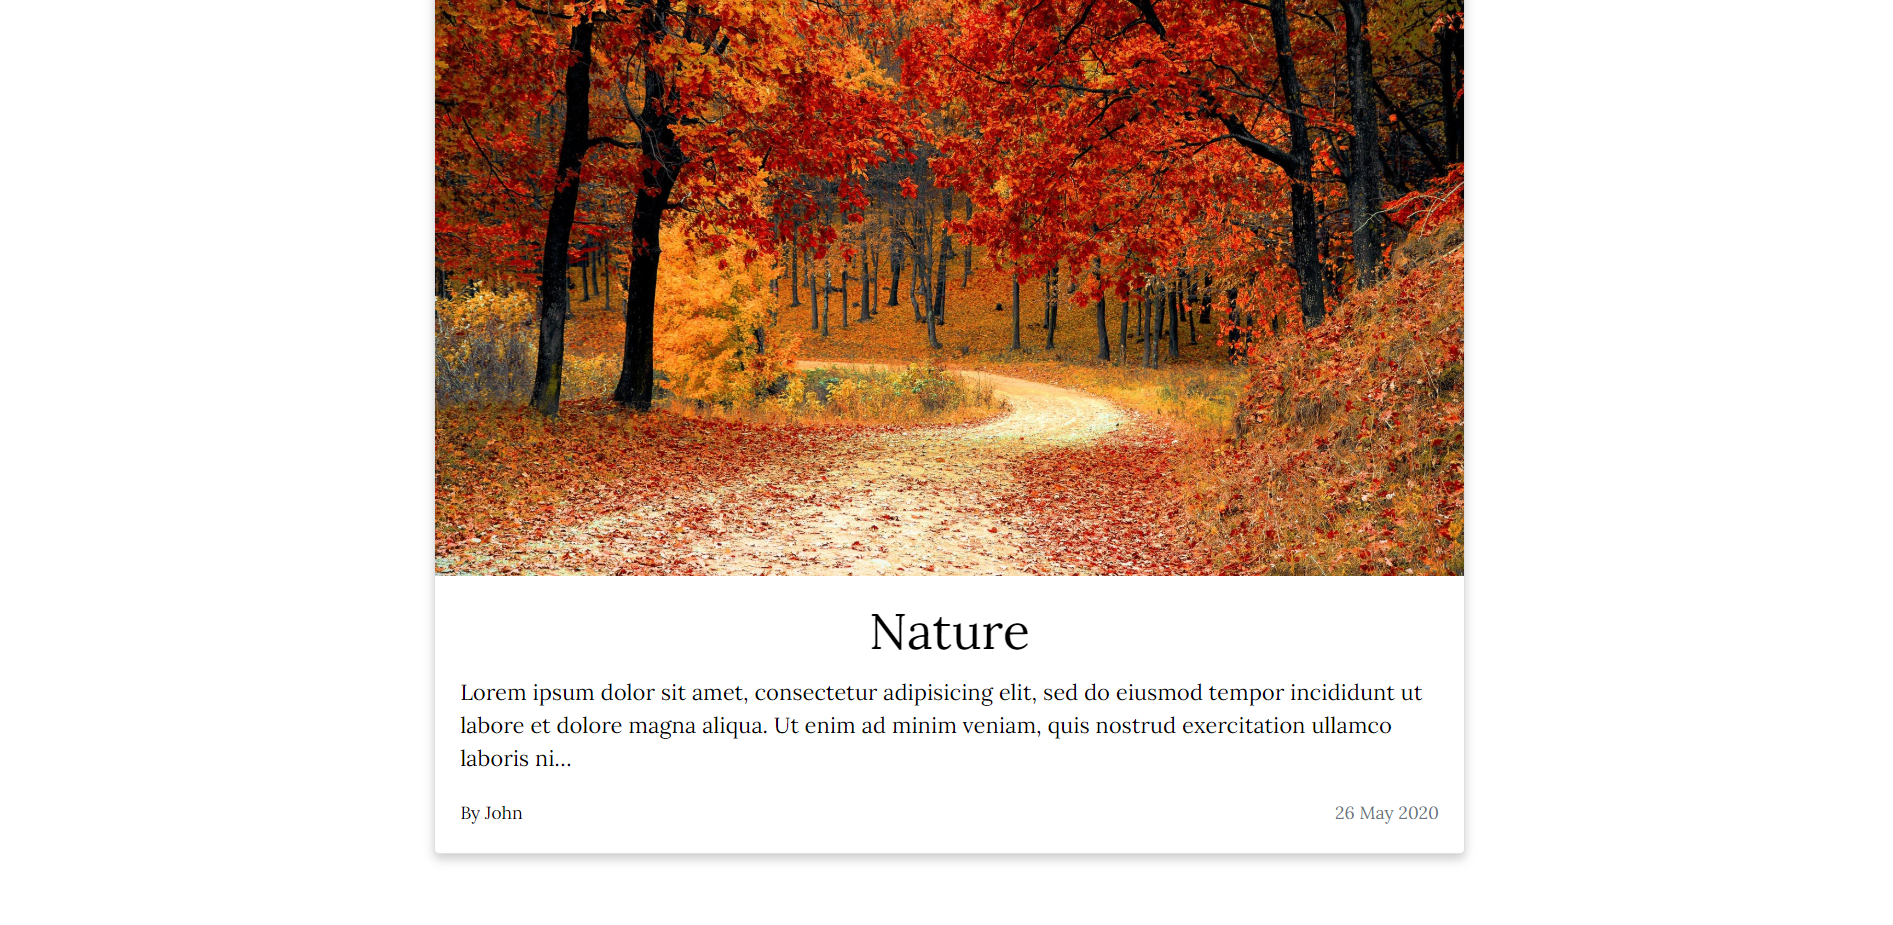 Nature
Lorem ipsum dolor sit amet, consectetur adipisicing elit, sed do eiusmod tempor incididunt ut
labore et dolore magna aliqua. Ut enim ad minim veniam, quis nostrud exercitation ullamco
laboris ni...
By John
26 May 2020